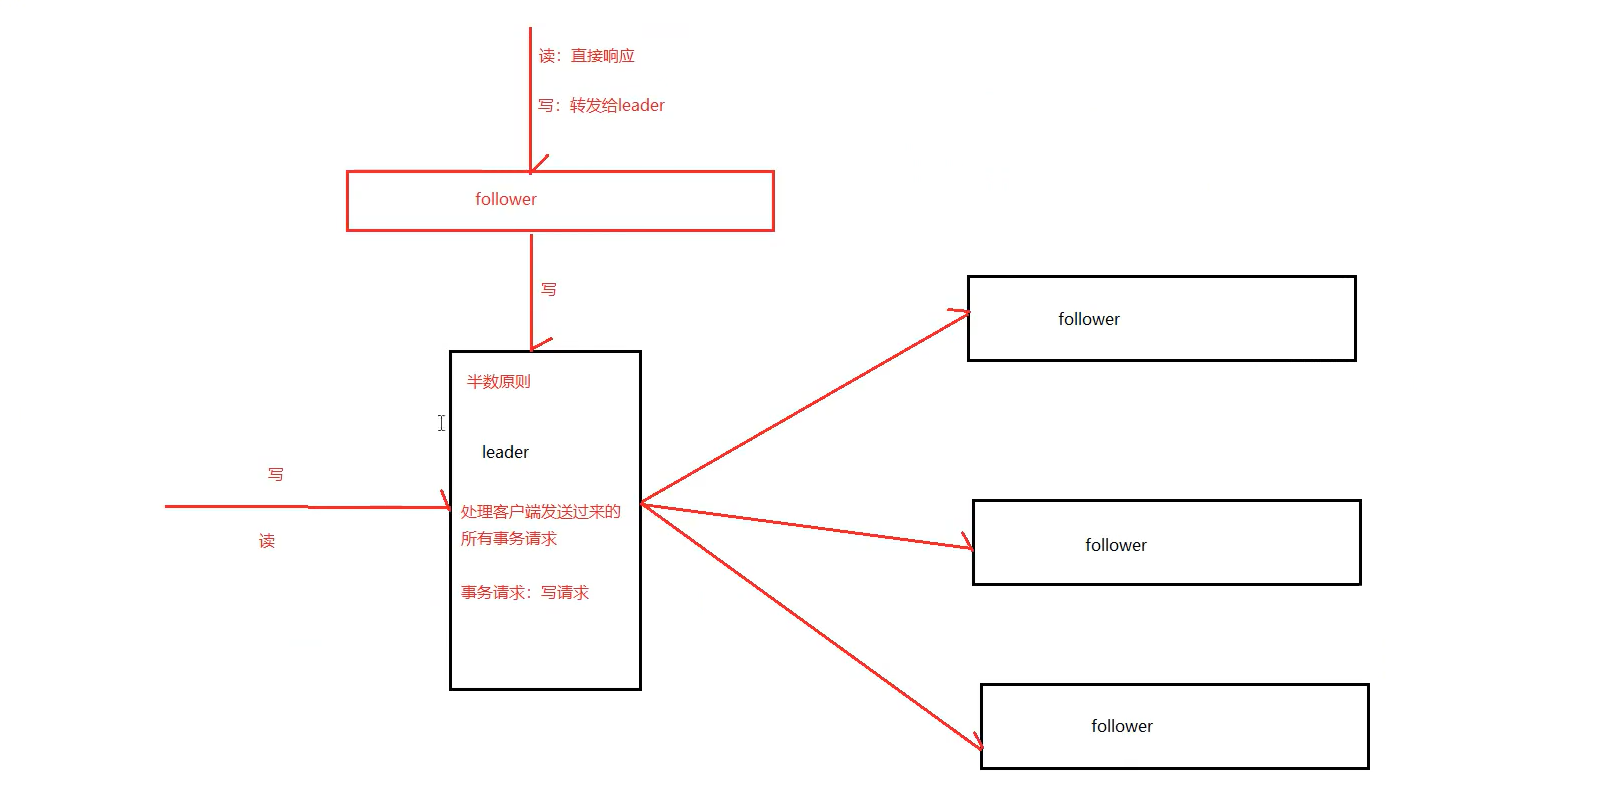 读：直接响应
写：转发给leader
follower
写
follower
半数原则
leader
写
处理客户端发送过来的
所有事务请求
读
follower
事务请求：写请求
follower